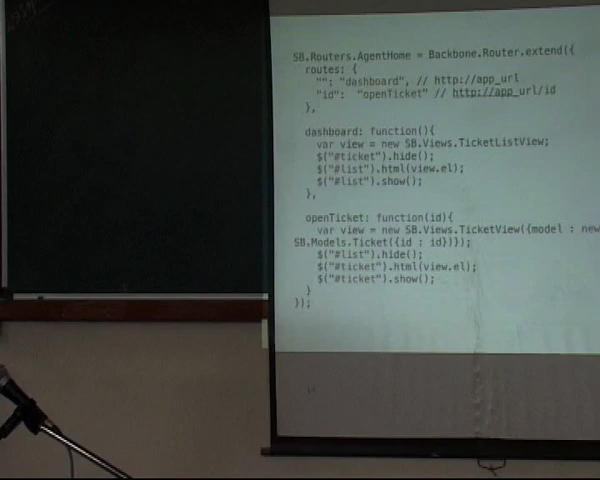 SB.Routers.AgentHome = Backbone.Router.extend({
routes: {
"": "dashboard", // http://app_url
"id": "openTicket" // http://app_url/id
},
dashboard: function(){
var view = new SB.Views.TicketListView;
$("#ticket").hide();
$("#list").html(view.el);
$("#list").show();
},
openTicket: function(id){
var view = new SB.Views.TicketView({model : new
SB.Models.Ticket({id : id})});
$("#list").hide();
$("#ticket").html(view.el);
$("#ticket").show();
}
});